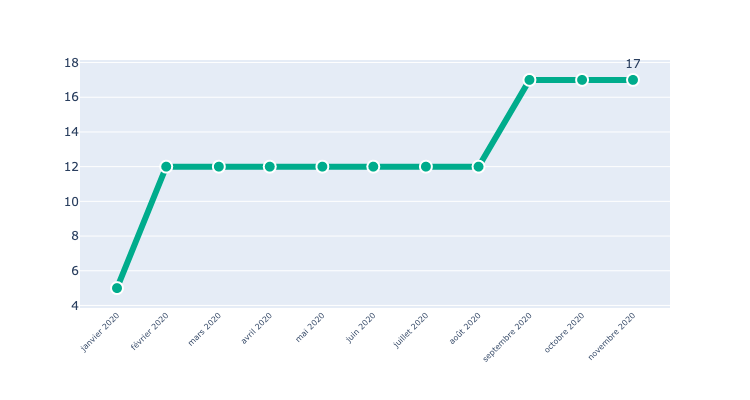 18
17
16
14
12
10
8
6
4
janvier 2020
février 2020
mars 2020
avril 2020
mai 2020
juin 2020
juillet 2020
août 2020
septembre 2020
octobre 2020
novembre 2020